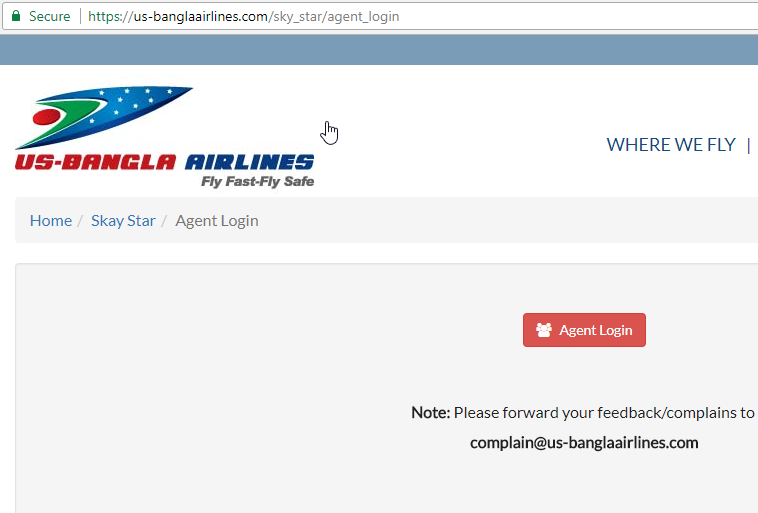 Secure | https://us-banglaairlines.com/sky_star/agent_login
US-BANGLA AIRLINES
Fly Fast-Fly Safe
WHERE WE FLY |
Home / Skay Star / Agent Login
Agent Login
Note: Please forward your feedback/complains to
complain@us-banglaairlines.com